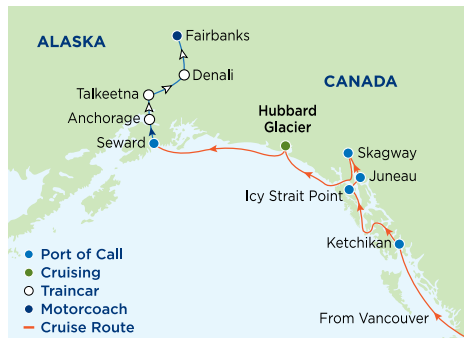 ALASKA
Fairbanks
Denali
Talkeetna
Anchorage
Seward
CANADA
Hubbard
Glacier
Skagway
Juneau
Icy Strait Point
Ketchikan
From Vancouver
Port of Call
Cruising
Traincar
Motorcoach
Cruise Route